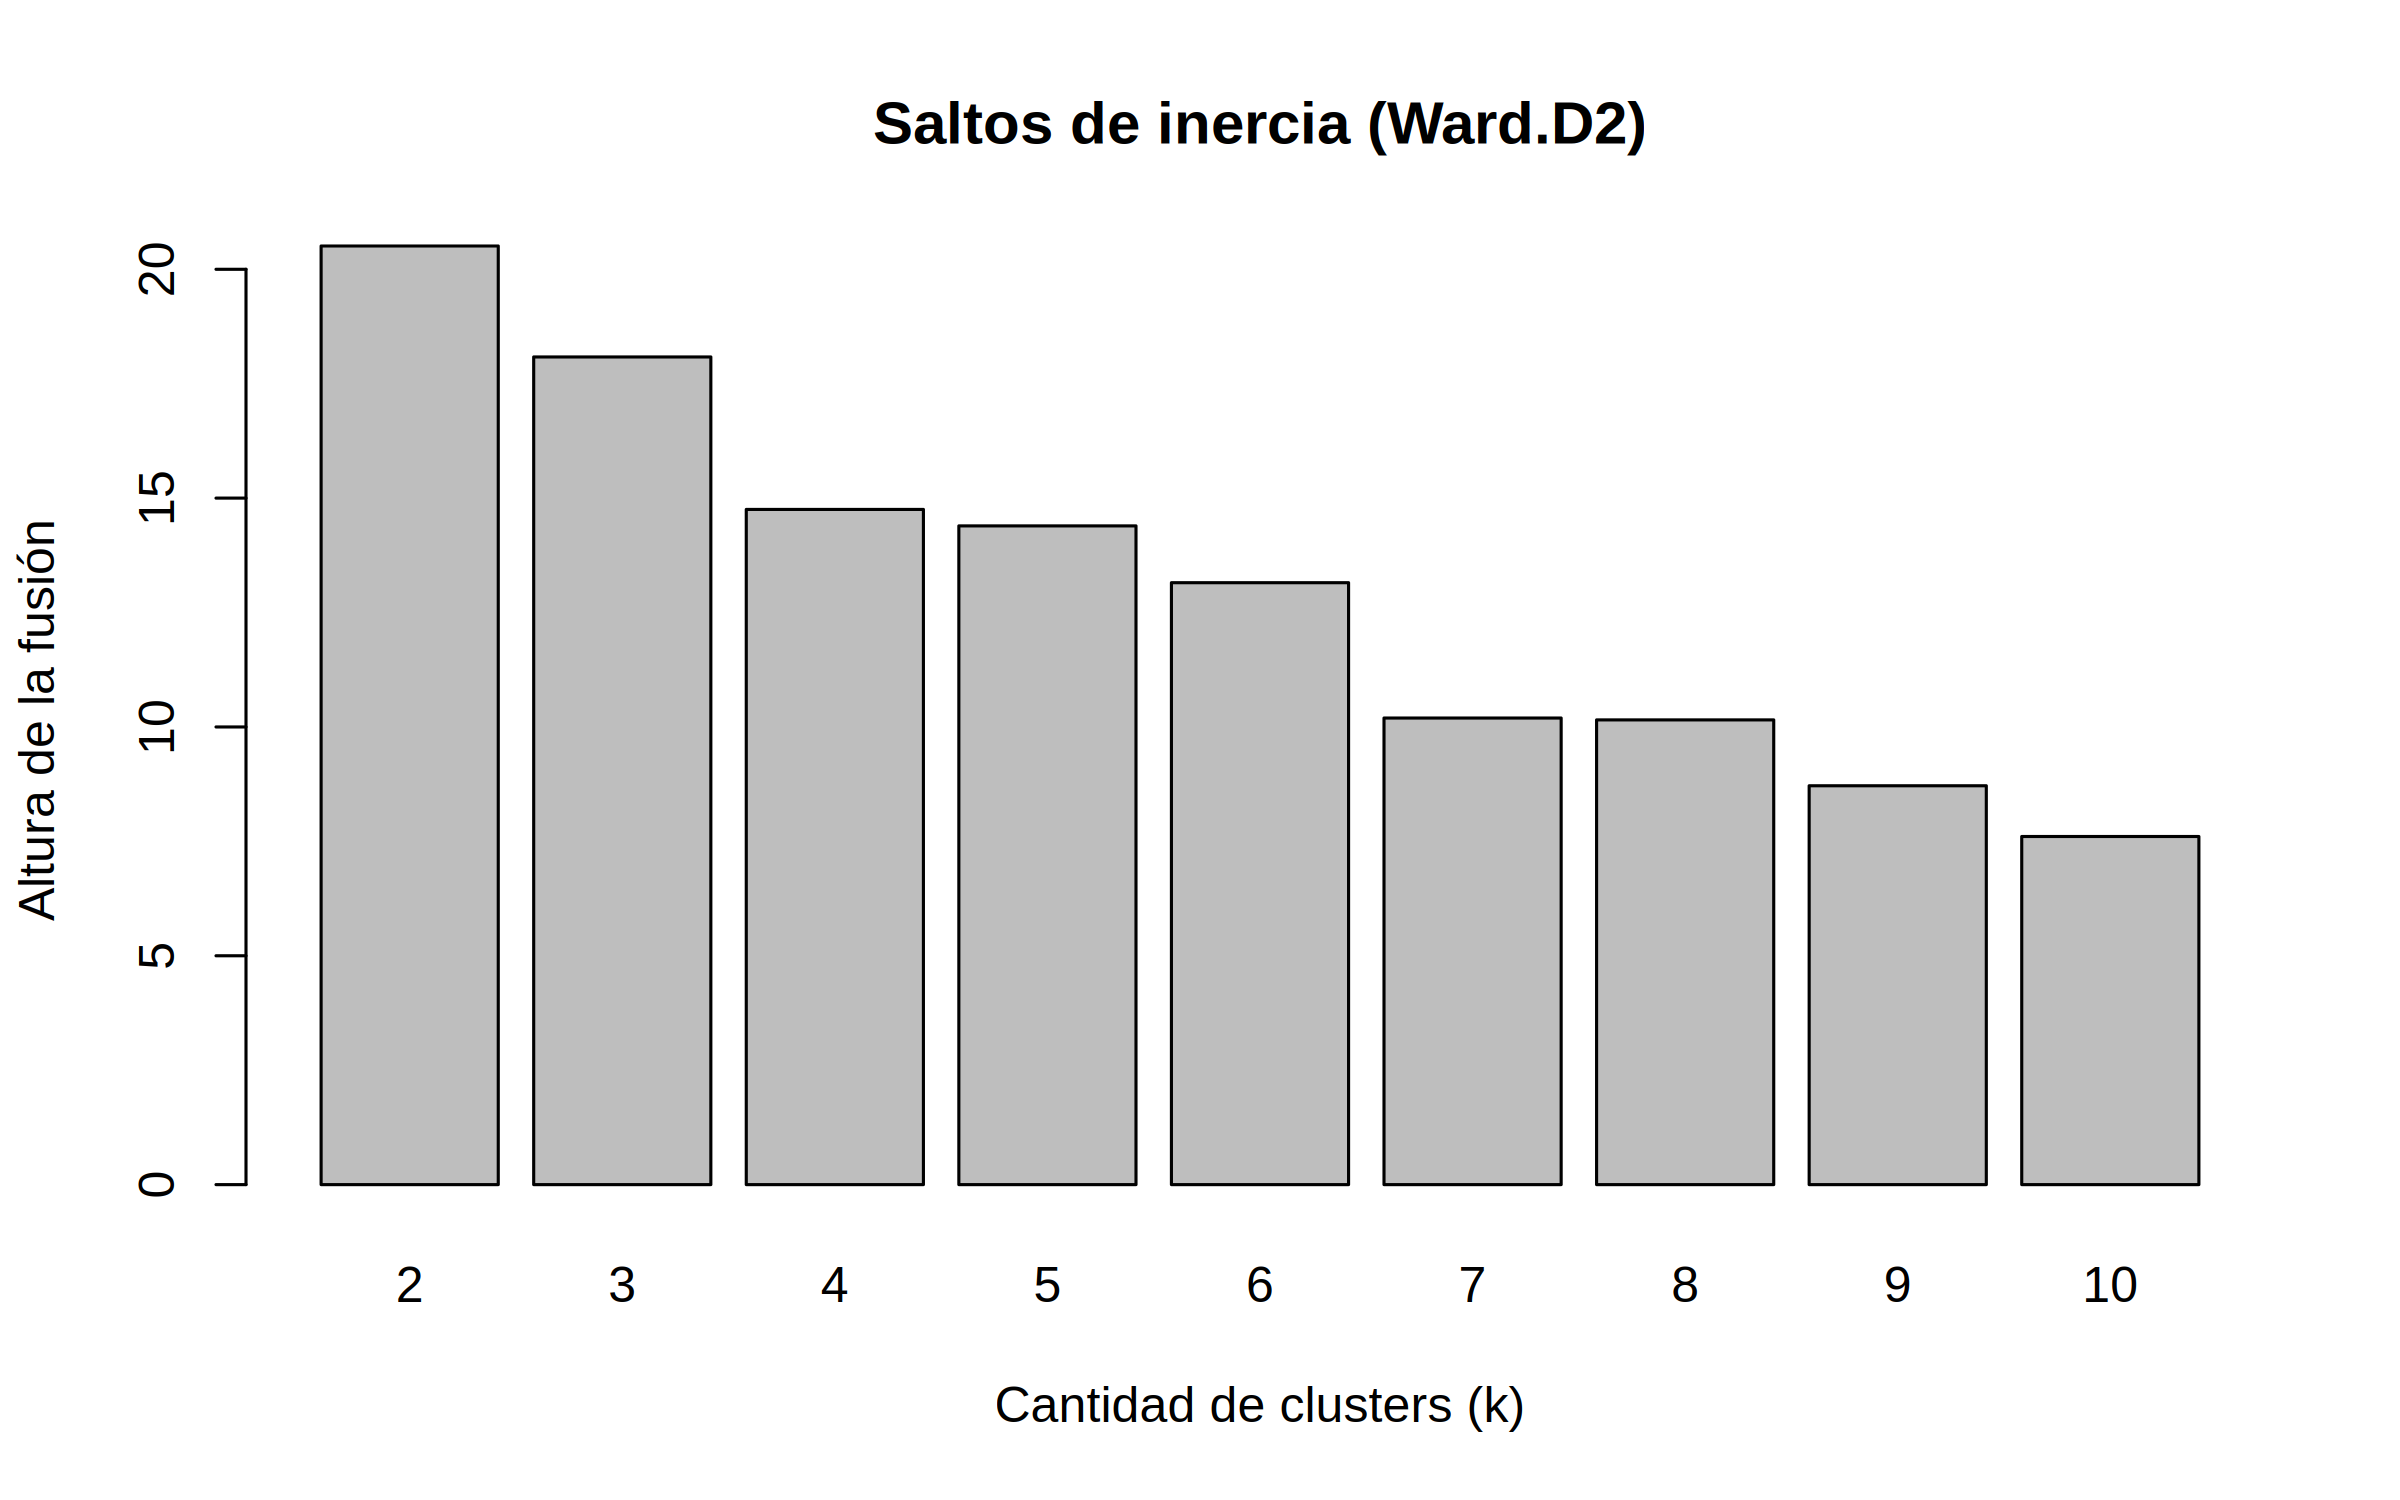 Saltos de inercia (Ward.D2)
Altura de la fusión
20
15
10
5
0
2 3 4 5 6 7 8 9 10
Cantidad de clusters (k)